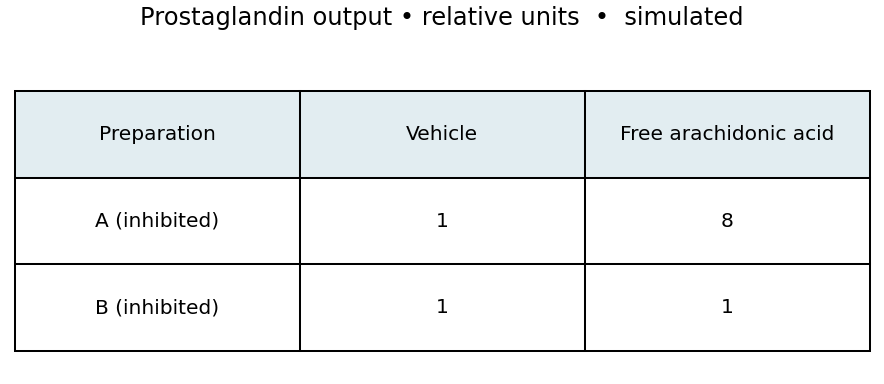 Prostaglandin output • relative units • simulated
Preparation Vehicle Free arachidonic acid
A (inhibited) 1 8
B (inhibited) 1 1